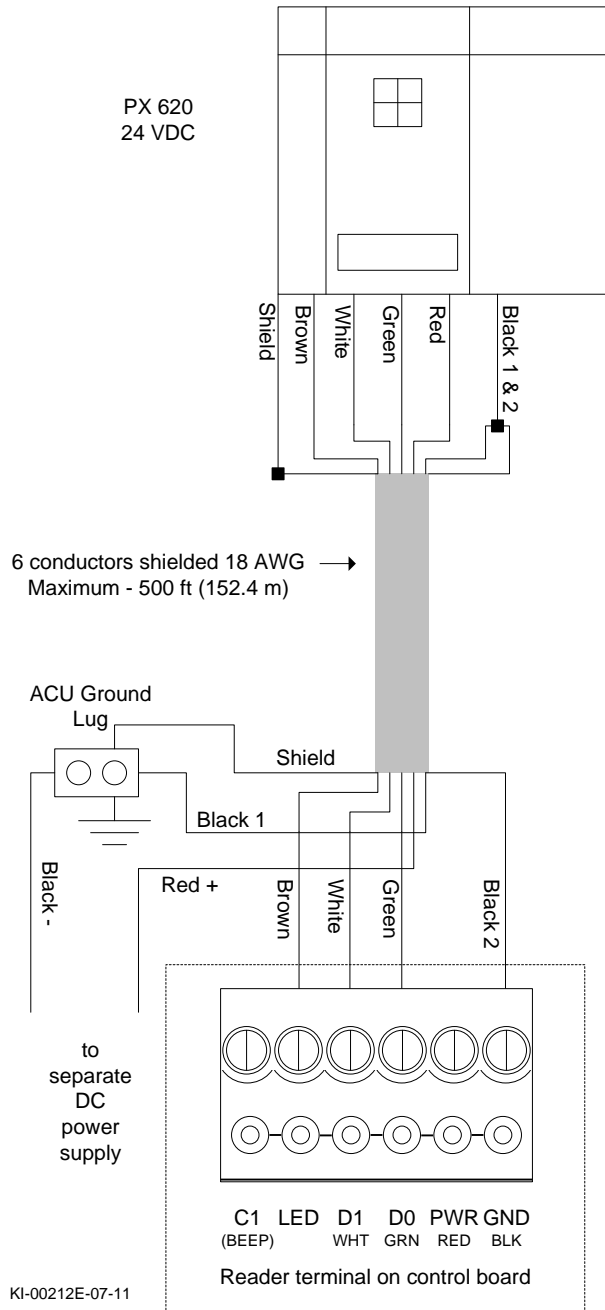 PX 620
24 VDC
Shield
Brown
White
Green
Red
Black 1 & 2
6 conductors shielded 18 AWG
Maximum - 500 ft (152.4 m)
ACU Ground
Lug
Shield
Black 1
Red +
Black -
Brown
White
Green
Black 2
to
separate
DC
power
supply
C1 LED D1 D0 PWR GND
(BEEP) WHT GRN RED BLK
Reader terminal on control board
KI-00212E-07-11